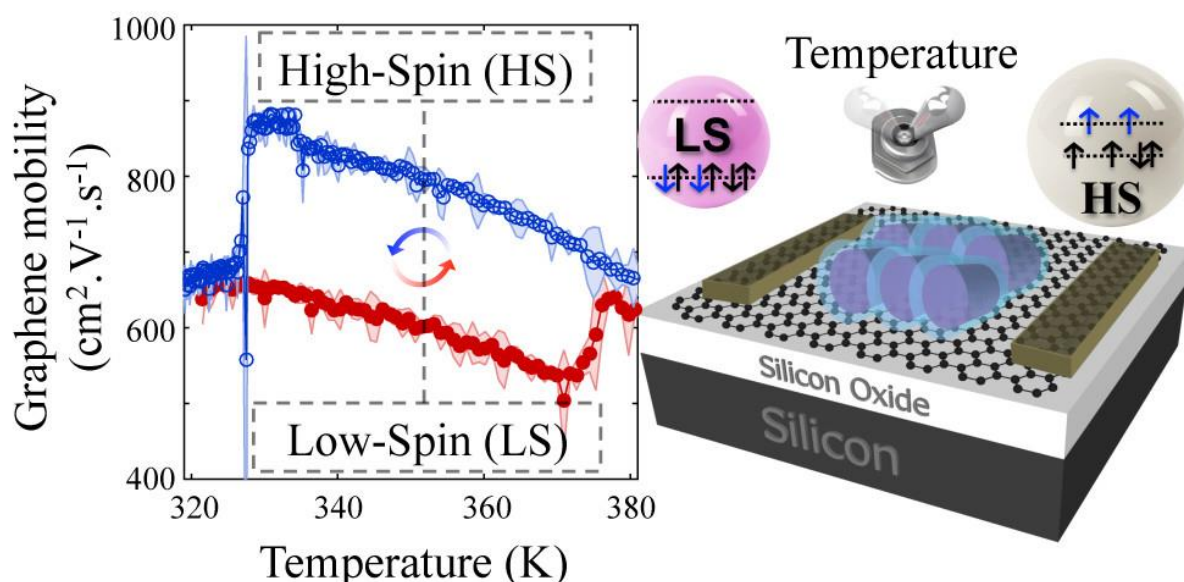 Graphene mobility
(cm².V⁻¹.s⁻¹)
1000
800
600
400
High-Spin (HS)
Low-Spin (LS)
320
340
360
380
Temperature (K)
Temperature
LS
HS
Silicon Oxide
Silicon